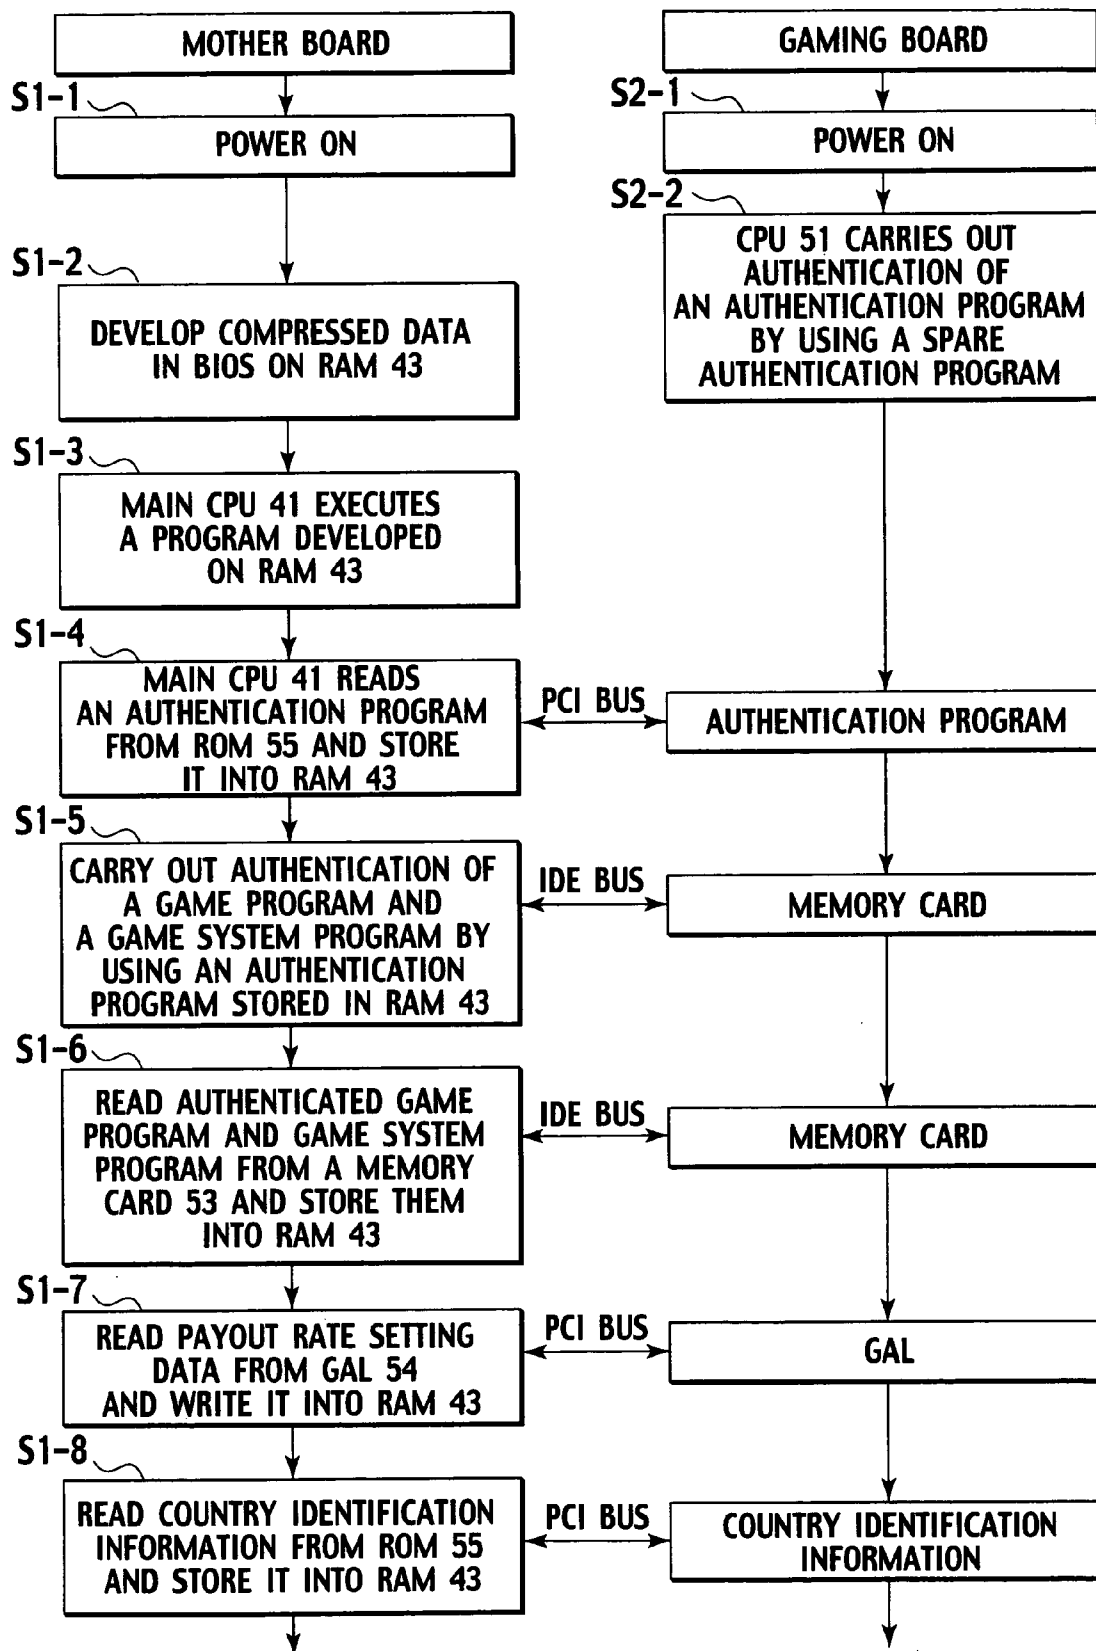 MOTHER BOARD
GAMING BOARD
S1-1
POWER ON
S2-1
POWER ON
S2-2
CPU 51 CARRIES OUT
AUTHENTICATION OF
AN AUTHENTICATION PROGRAM
BY USING A SPARE
AUTHENTICATION PROGRAM
S1-2
DEVELOP COMPRESSED DATA
IN BIOS ON RAM 43
S1-3
MAIN CPU 41 EXECUTES
A PROGRAM DEVELOPED
ON RAM 43
S1-4
MAIN CPU 41 READS
AN AUTHENTICATION PROGRAM
FROM ROM 55 AND STORE
IT INTO RAM 43
PCI BUS
AUTHENTICATION PROGRAM
S1-5
CARRY OUT AUTHENTICATION OF
A GAME PROGRAM AND
A GAME SYSTEM PROGRAM BY
USING AN AUTHENTICATION
PROGRAM STORED IN RAM 43
IDE BUS
MEMORY CARD
S1-6
READ AUTHENTICATED GAME
PROGRAM AND GAME SYSTEM
PROGRAM FROM A MEMORY
CARD 53 AND STORE THEM
INTO RAM 43
IDE BUS
MEMORY CARD
S1-7
READ PAYOUT RATE SETTING
DATA FROM GAL 54
AND WRITE IT INTO RAM 43
PCI BUS
GAL
S1-8
READ COUNTRY IDENTIFICATION
INFORMATION FROM ROM 55
AND STORE IT INTO RAM 43
PCI BUS
COUNTRY IDENTIFICATION
INFORMATION